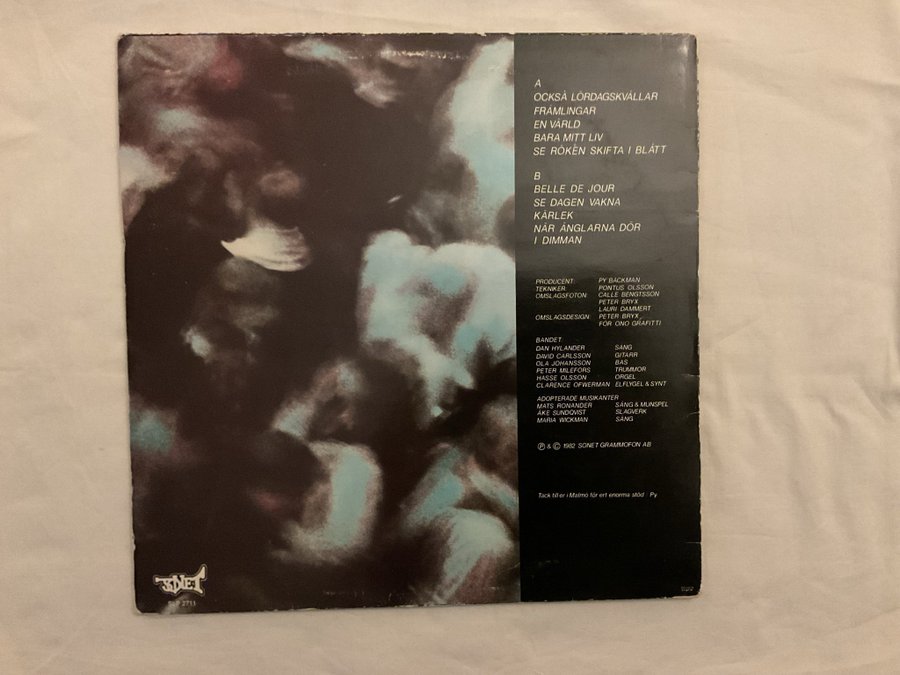 A
OCKSÅ LÖRDAGSKVÄLLAR
FRÄMLINGAR
EN VÄRLD
BARA MITT LIV
SE RÖKEN SKIFTA I BLÅTT
B
BELLE DE JOUR
SE DAGEN VAKNA
KÄRLEK
NÄR ÄNGLARNA DÖR
I DIMMAN
PRODUCENT: PY BÄCKMAN
TEKNIKER: PONTUS OLSSON
OMSLAGSFOTON: CALLE BENGTSSON
PETER BRYX
LAURI DAMMERT
OMSLAGSDESIGN: PETER BRYX,
FÖR ONO GRAFITTI
BANDET:
DAN HYLANDER SÅNG
DAVID CARLSSON GITARR
OLA JOHANSSON BAS
PETER MILEFORS TRUMMOR
HASSE OLSSON ORGEL
CLARENCE ÖFWERMAN ELFLYGEL & SYNT
ADOPTERADE MUSIKANTER
MATS RONANDER SÅNG & MUNSPEL
ÅKE SUNDQVIST SLAGVERK
MARIA WICKMAN SÅNG
Ⓟ & © 1982 SONET GRAMMOFON AB
Tack till er i Malmö för ert enorma stöd Py
SONET
SLP 2711